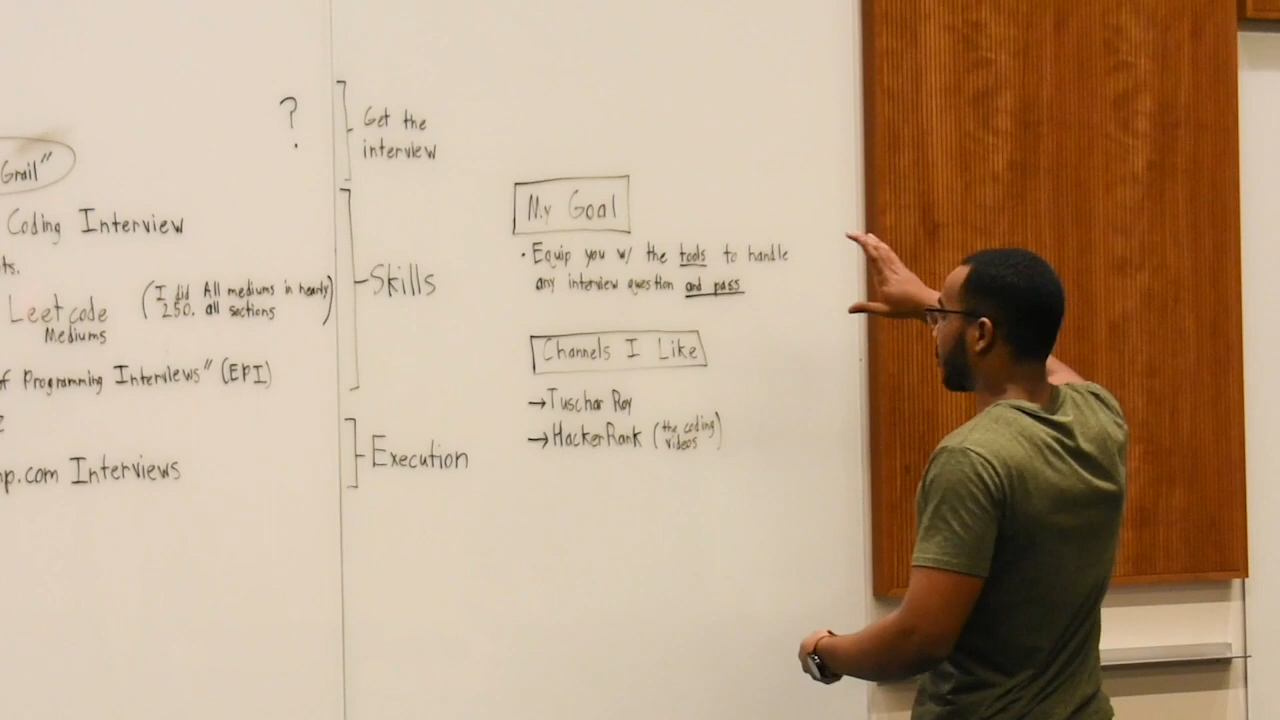 ?
Get the
interview
Grail"
Coding Interview
ts.
Leetcode
Mediums
(I did All mediums in nearly
250. all sections)
Skills
of Programming Interviews" (EPI)
mp.com Interviews
Execution
My Goal
• Equip you w/ the tools to handle
any interview question and pass
Channels I Like
→Tuschar Roy
→HackerRank (the coding
videos)